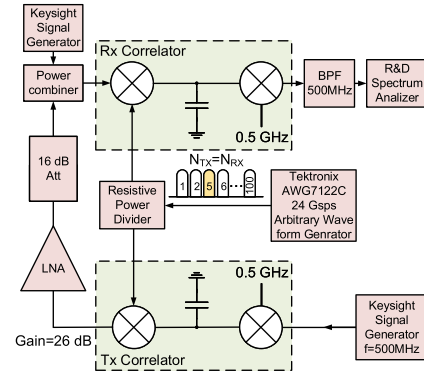 Keysight
Signal
Generator
Rx Correlator
Power
combiner
BPF
500MHz
R&D
Spectrum
Analizer
0.5 GHz
16 dB
Att
NTX=NRX
1 2 5 6 ... 100
Resistive
Power
Divider
Tektronix
AWG7122C
24 Gsps
Arbitrary Wave
form Genrator
LNA
0.5 GHz
Gain=26 dB
Tx Correlator
Keysight
Signal
Generator
f=500MHz